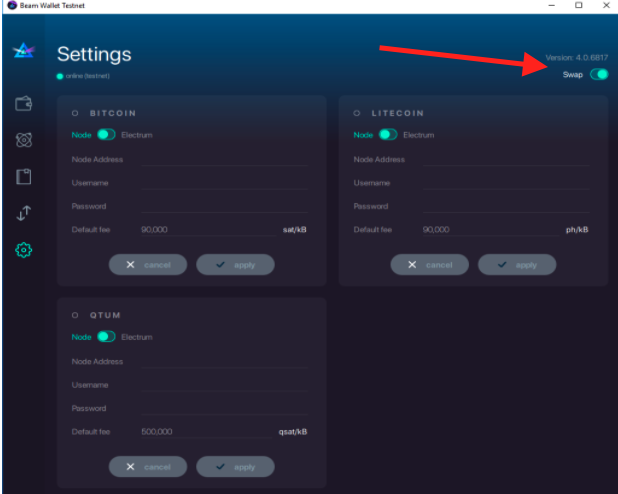 Beam Wallet Testnet
Settings
Version: 4.0.6817
online (testnet)
Swap
BITCOIN
Node Electrum
Node Address
Username
Password
Default fee 90,000 sat/kB
cancel apply
LITECOIN
Node Electrum
Node Address
Username
Password
Default fee 90,000 ph/kB
cancel apply
QTUM
Node Electrum
Node Address
Username
Password
Default fee 500,000 qsat/kB
cancel apply